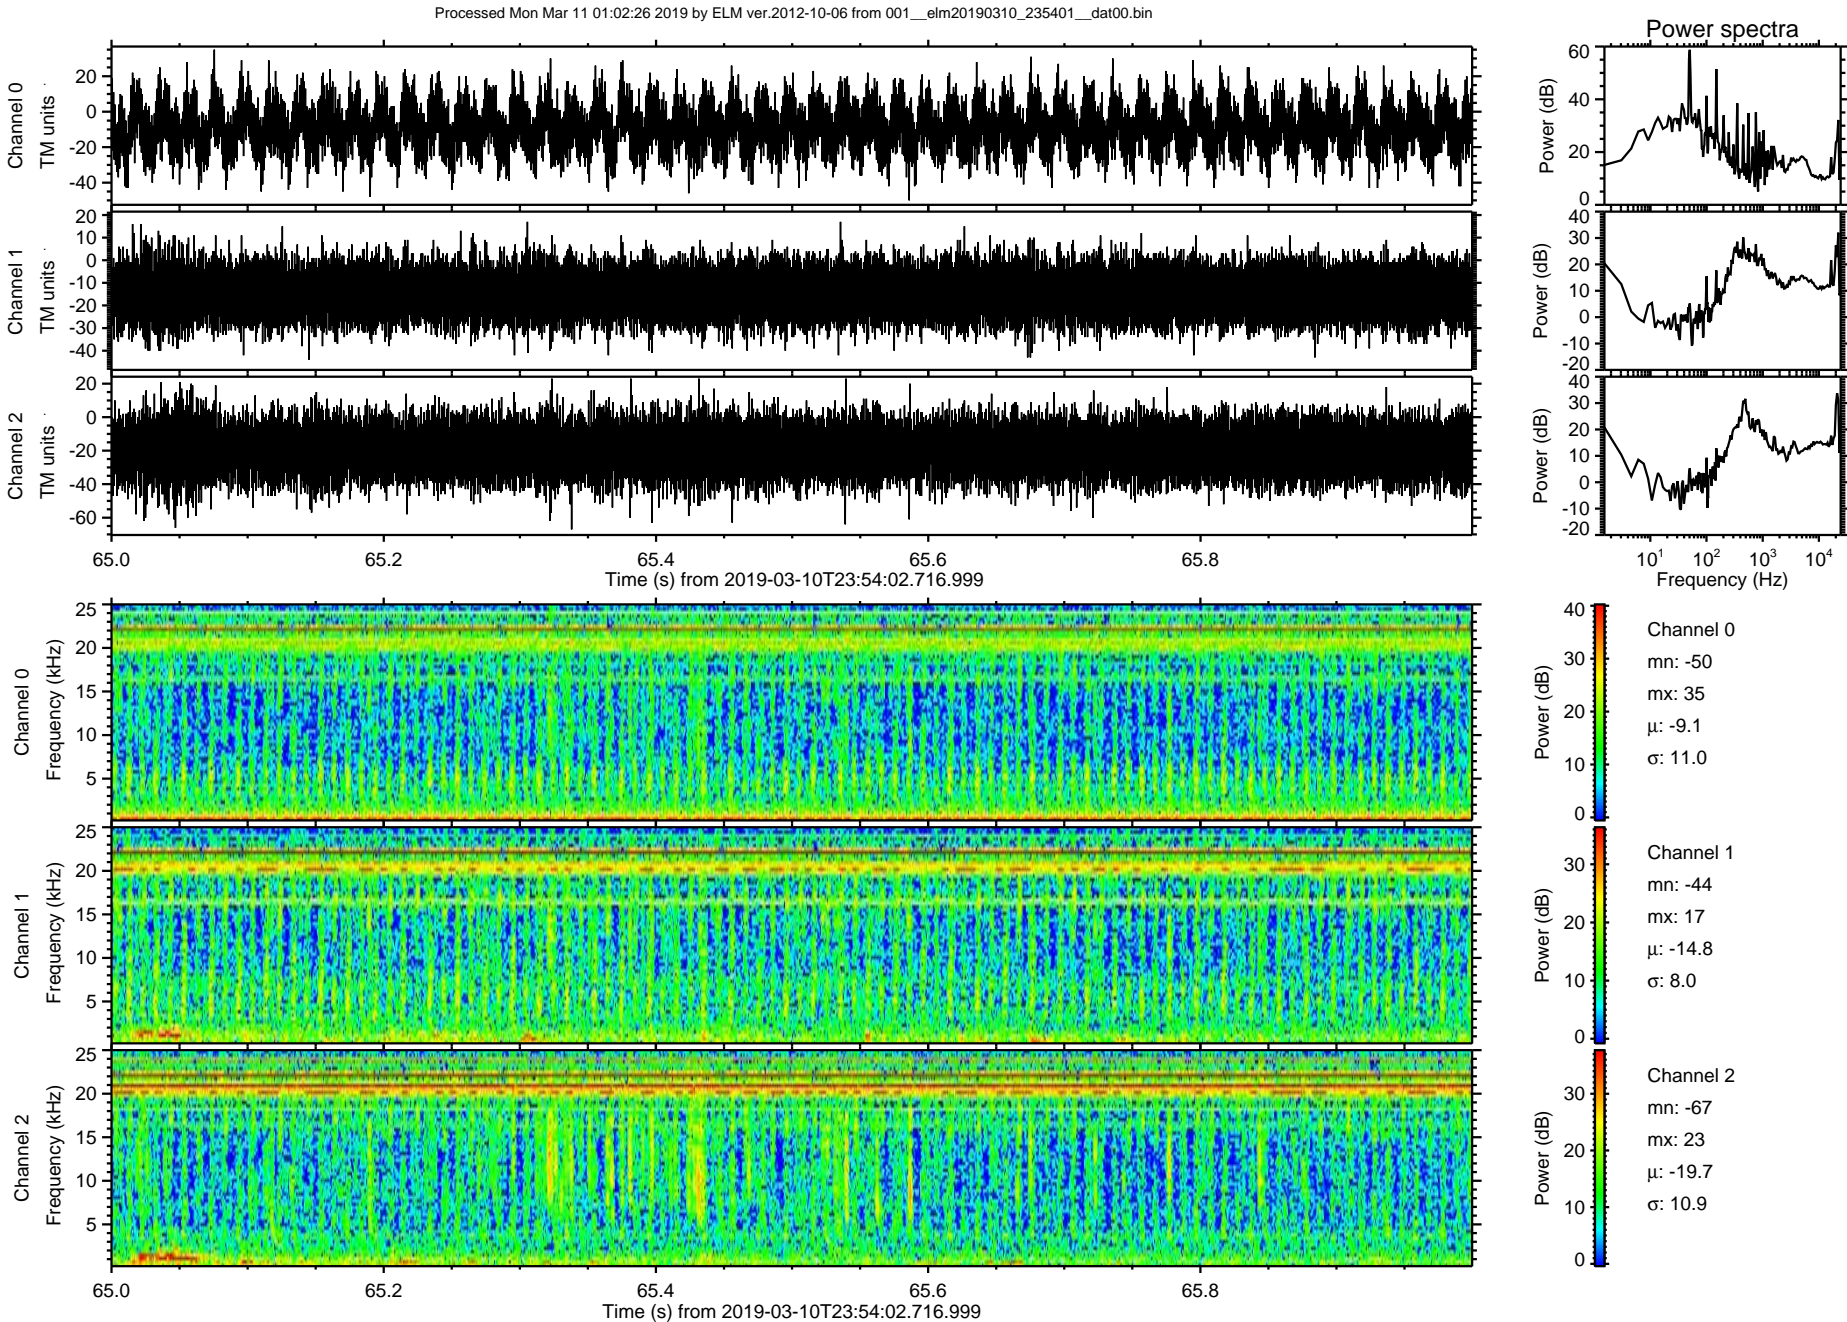 Processed Mon Mar 11 01:02:26 2019 by ELM ver.2012-10-06 from 001__elm20190310_235401__dat00.bin
Power spectra
Channel 0
TM units
20
0
-20
-40
Power (dB)
60
40
20
0
Channel 1
TM units
20
10
0
-10
-20
-30
-40
Power (dB)
40
30
20
10
0
-10
-20
Channel 2
TM units
20
0
-20
-40
-60
Power (dB)
40
30
20
10
0
-10
-20
65.0 65.2 65.4 65.6 65.8
Time (s) from 2019-03-10T23:54:02.716.999
10¹ 10² 10³ 10⁴
Frequency (Hz)
Channel 0
Frequency (kHz)
25
20
15
10
5
Power (dB)
40
30
20
10
0
Channel 0
mn: -50
mx: 35
μ: -9.1
σ: 11.0
Channel 1
Frequency (kHz)
25
20
15
10
5
Power (dB)
30
20
10
0
Channel 1
mn: -44
mx: 17
μ: -14.8
σ: 8.0
Channel 2
Frequency (kHz)
25
20
15
10
5
Power (dB)
30
20
10
0
Channel 2
mn: -67
mx: 23
μ: -19.7
σ: 10.9
65.0 65.2 65.4 65.6 65.8
Time (s) from 2019-03-10T23:54:02.716.999